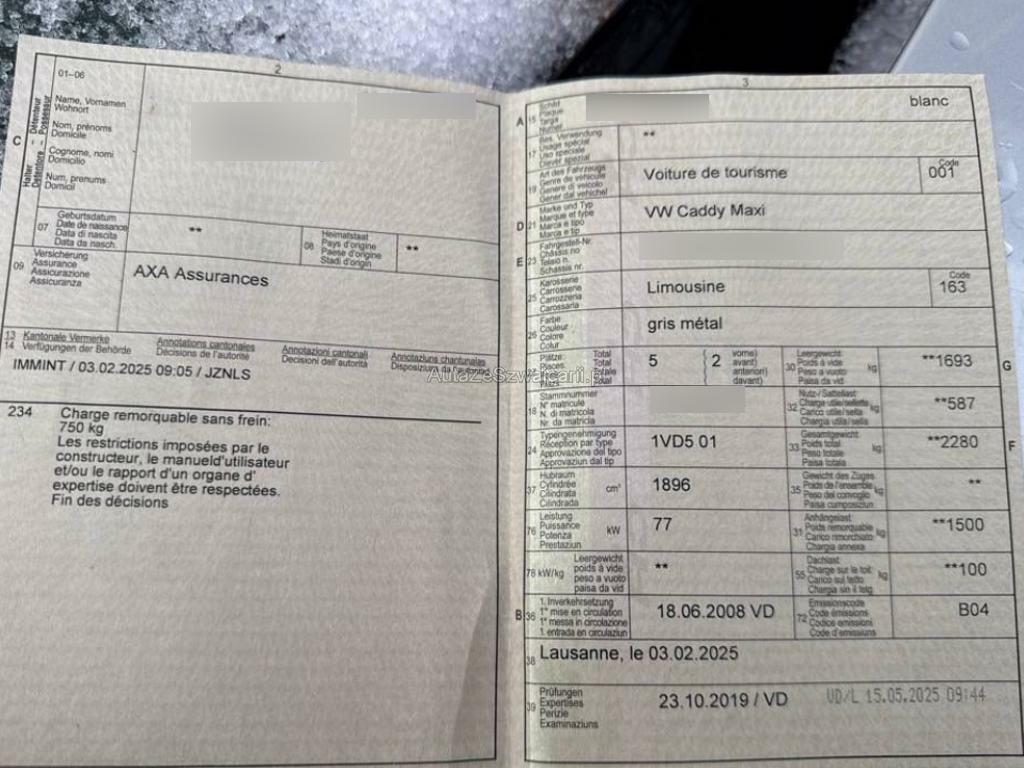 2
01-06
C
Halter Détenteur
Detentore Possessur
Name, Vornamen
Wohnort
Nom, prénoms
Domicile
Cognome, nomi
Domicilio
Num, prenums
Domicil
07
Geburtsdatum
Date de naissance
Data di nascita
Data da nasch.
**
08
Heimatstaat
Pays d'origine
Paese d'origine
Stadi d'origin
**
09
Versicherung
Assurance
Assicurazione
Assicuranza
AXA Assurances
13 Kantonale Vermerke
14 Verfügungen der Behörde
Annotations cantonales
Décisions de l'autorité
Annotazioni cantonali
Decisioni dell'autorità
Annotaziuns chantunalas
Disposiziuns da l'autoritad
IMMINT / 03.02.2025 09:05 / JZNLS
234 Charge remorquable sans frein:
750 kg
Les restrictions imposées par le
constructeur, le manueld'utilisateur
et/ou le rapport d'un organe d'
expertise doivent être respectées.
Fin des décisions
3
A 15
Schild
Plaque
Targa
Numer
blanc
17
Bes. Verwendung
Usage spécial
Uso speciale
Diever spezial
**
19
Art des Fahrzeugs
Genre de véhicule
Genere di veicolo
Gener dal vehichel
Voiture de tourisme
Code
001
D 21
Marke und Typ
Marque et type
Marca e tipo
Marca e tip
VW Caddy Maxi
E 23
Fahrgestell-Nr.
Châssis no
Telaio n.
Schassis nr.
25
Karosserie
Carrosserie
Carrozzeria
Carossaria
Limousine
Code
163
26
Farbe
Couleur
Colore
Colur
gris métal
Plätze Total
Places Total
Totale
Plazs Total
5
2
vorne)
avant)
anteriori)
davant)
30
Leergewicht
Poids à vide
Peso a vuoto
Paisa da vid
kg
**1693
G
18
Stammnummer
N° matricule
N. di matricola
Nr. da matricla
32
Nutz-/Sattellast
Charge utile/sellette
Carico utile/sella
Chargia utila/sella
kg
**587
24
Typengenehmigung
Réception par type
Approvazione del tipo
Approvaziun dal tip
1VD5 01
33
Gesamtgewicht
Poids total
Peso totale
Paisa totala
kg
**2280
F
37
Hubraum
Cylindrée
Cilindrata
Cilindrada
cm³
1896
35
Gewicht des Zuges
Poids de l'ensemble
Peso del convoglio
Paisa cumposiziun
kg
**
76
Leistung
Puissance
Potenza
Prestaziun
kW
77
31
Anhängelast
Poids remorquable
Carico rimorchiato
Chargia annexa
kg
**1500
78 kW/kg
Leergewicht
poids à vide
peso a vuoto
paisa da vid
**
55
Dachlast
Charge sur le toit
Carico sul tetto
Chargia sin il tetg
kg
**100
B 36
1. Inverkehrsetzung
1re mise en circulation
1a messa in circolazione
1. entrada en circulaziun
18.06.2008 VD
72
Emissionscode
Code émissions
Codice emissioni
Code d'emissiuns
B04
38
Lausanne, le 03.02.2025
39
Prüfungen
Expertises
Perizie
Examinaziuns
23.10.2019 / VD
VD/L 15.05.2025 09:44